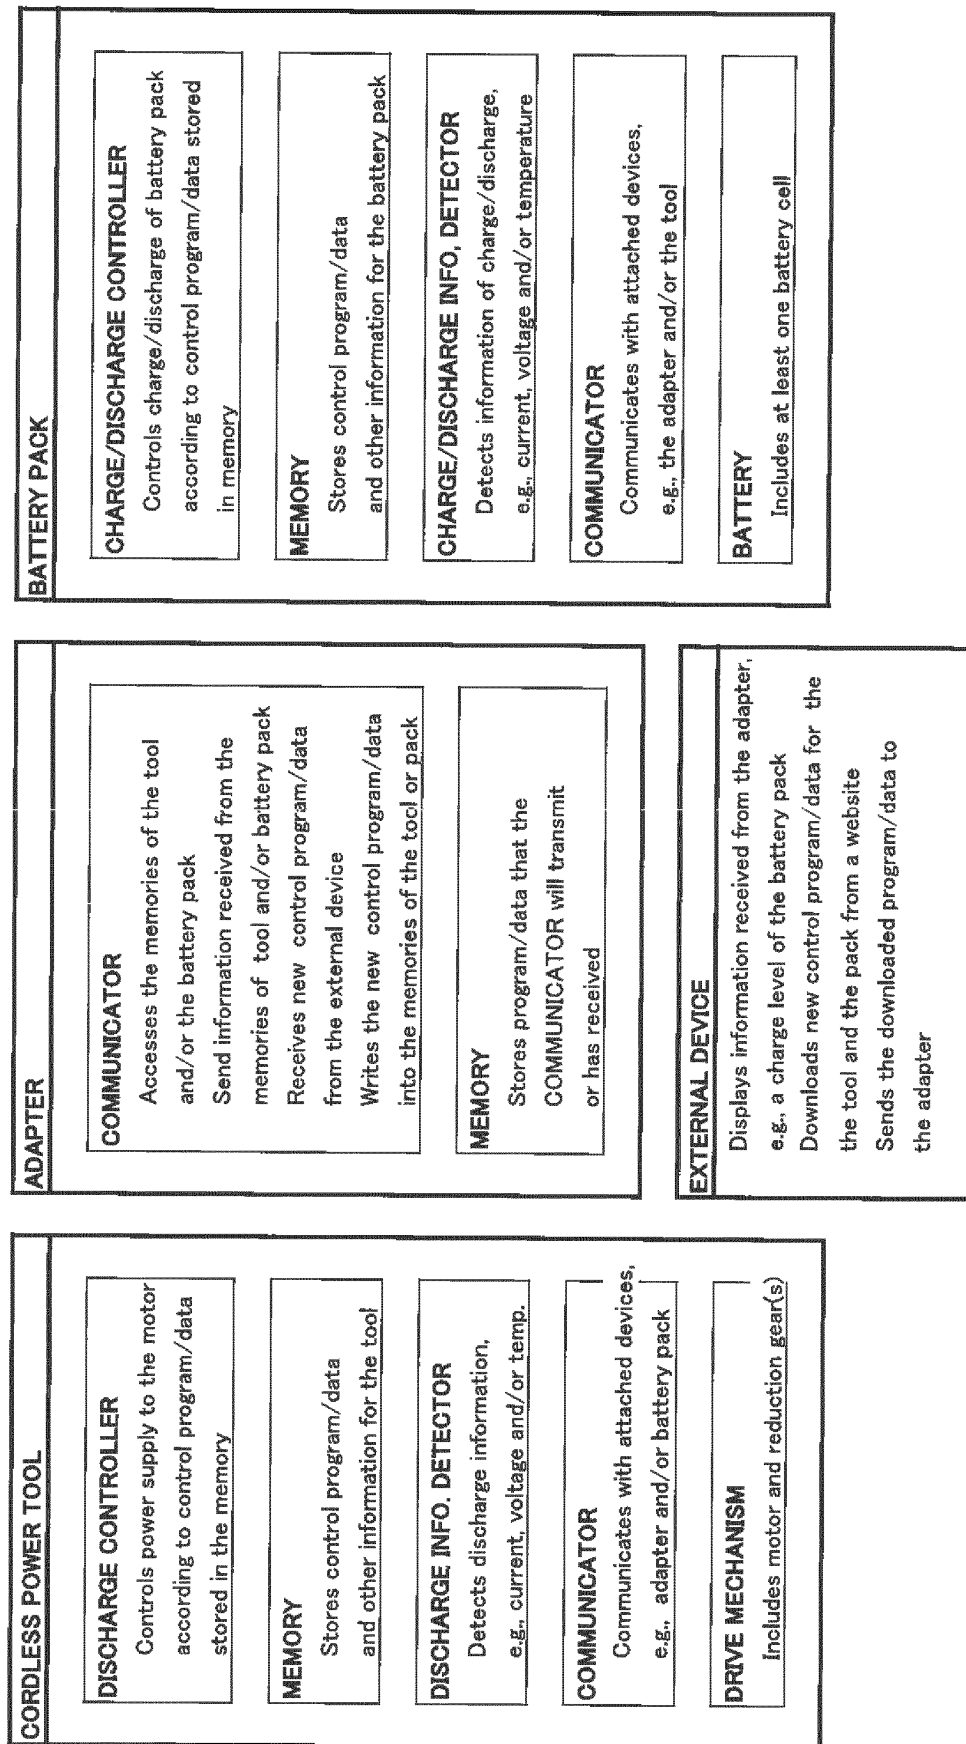 CORDLESS POWER TOOL
DISCHARGE CONTROLLER
Controls power supply to the motor
according to control program/data
stored in the memory
MEMORY
Stores control program/data
and other information for the tool
DISCHARGE INFO. DETECTOR
Detects discharge information,
e.g., current, voltage and/or temp.
COMMUNICATOR
Communicates with attached devices,
e.g., adapter and/or battery pack
DRIVE MECHANISM
Includes motor and reduction gear(s)
ADAPTER
COMMUNICATOR
Accesses the memories of the tool
and/or the battery pack
Send information received from the
memories of tool and/or battery pack
Receives new control program/data
from the external device
Writes the new control program/data
into the memories of the tool or pack
MEMORY
Stores program/data that the
COMMUNICATOR will transmit
or has received
EXTERNAL DEVICE
Displays information received from the adapter,
e.g., a charge level of the battery pack
Downloads new control program/data for the
the tool and the pack from a website
Sends the downloaded program/data to
the adapter
BATTERY PACK
CHARGE/DISCHARGE CONTROLLER
Controls charge/discharge of battery pack
according to control program/data stored
in memory
MEMORY
Stores control program/data
and other information for the battery pack
CHARGE/DISCHARGE INFO, DETECTOR
Detects information of charge/discharge,
e.g., current, voltage and/or temperature
COMMUNICATOR
Communicates with attached devices,
e.g., the adapter and/or the tool
BATTERY
Includes at least one battery cell